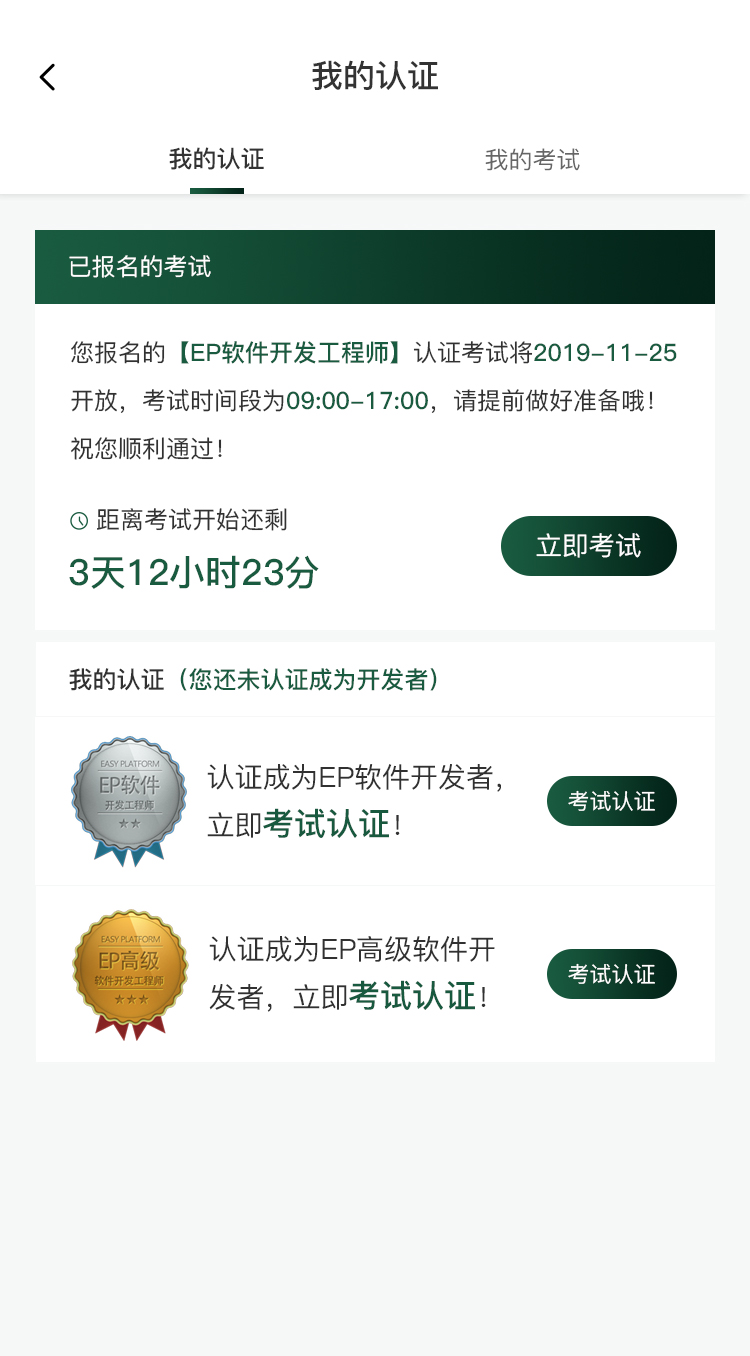 我的认证
我的认证
我的考试
已报名的考试
您报名的【EP软件开发工程师】认证考试将2019-11-25
开放，考试时间段为09:00-17:00，请提前做好准备哦！
祝您顺利通过！
距离考试开始还剩
3天12小时23分
立即考试
我的认证（您还未认证成为开发者）
EASY PLATFORM
EP软件
开发工程师
认证成为EP软件开发者，
立即考试认证！
考试认证
EASY PLATFORM
EP高级
软件开发工程师
认证成为EP高级软件开
发者，立即考试认证！
考试认证